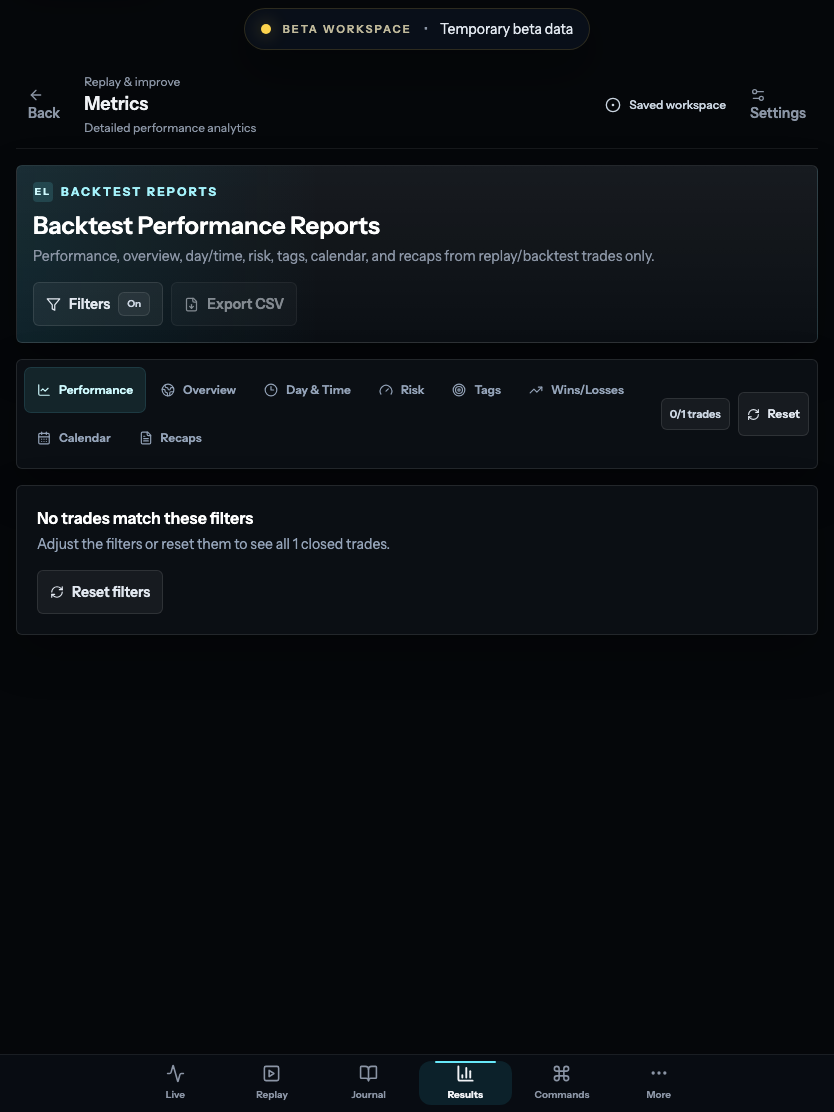 BETA WORKSPACE · Temporary beta data
Back
Replay & improve
Metrics
Detailed performance analytics
Saved workspace
Settings
EL BACKTEST REPORTS
Backtest Performance Reports
Performance, overview, day/time, risk, tags, calendar, and recaps from replay/backtest trades only.
Filters On
Export CSV
Performance
Overview
Day & Time
Risk
Tags
Wins/Losses
Calendar
Recaps
0/1 trades
Reset
No trades match these filters
Adjust the filters or reset them to see all 1 closed trades.
Reset filters
Live
Replay
Journal
Results
Commands
More